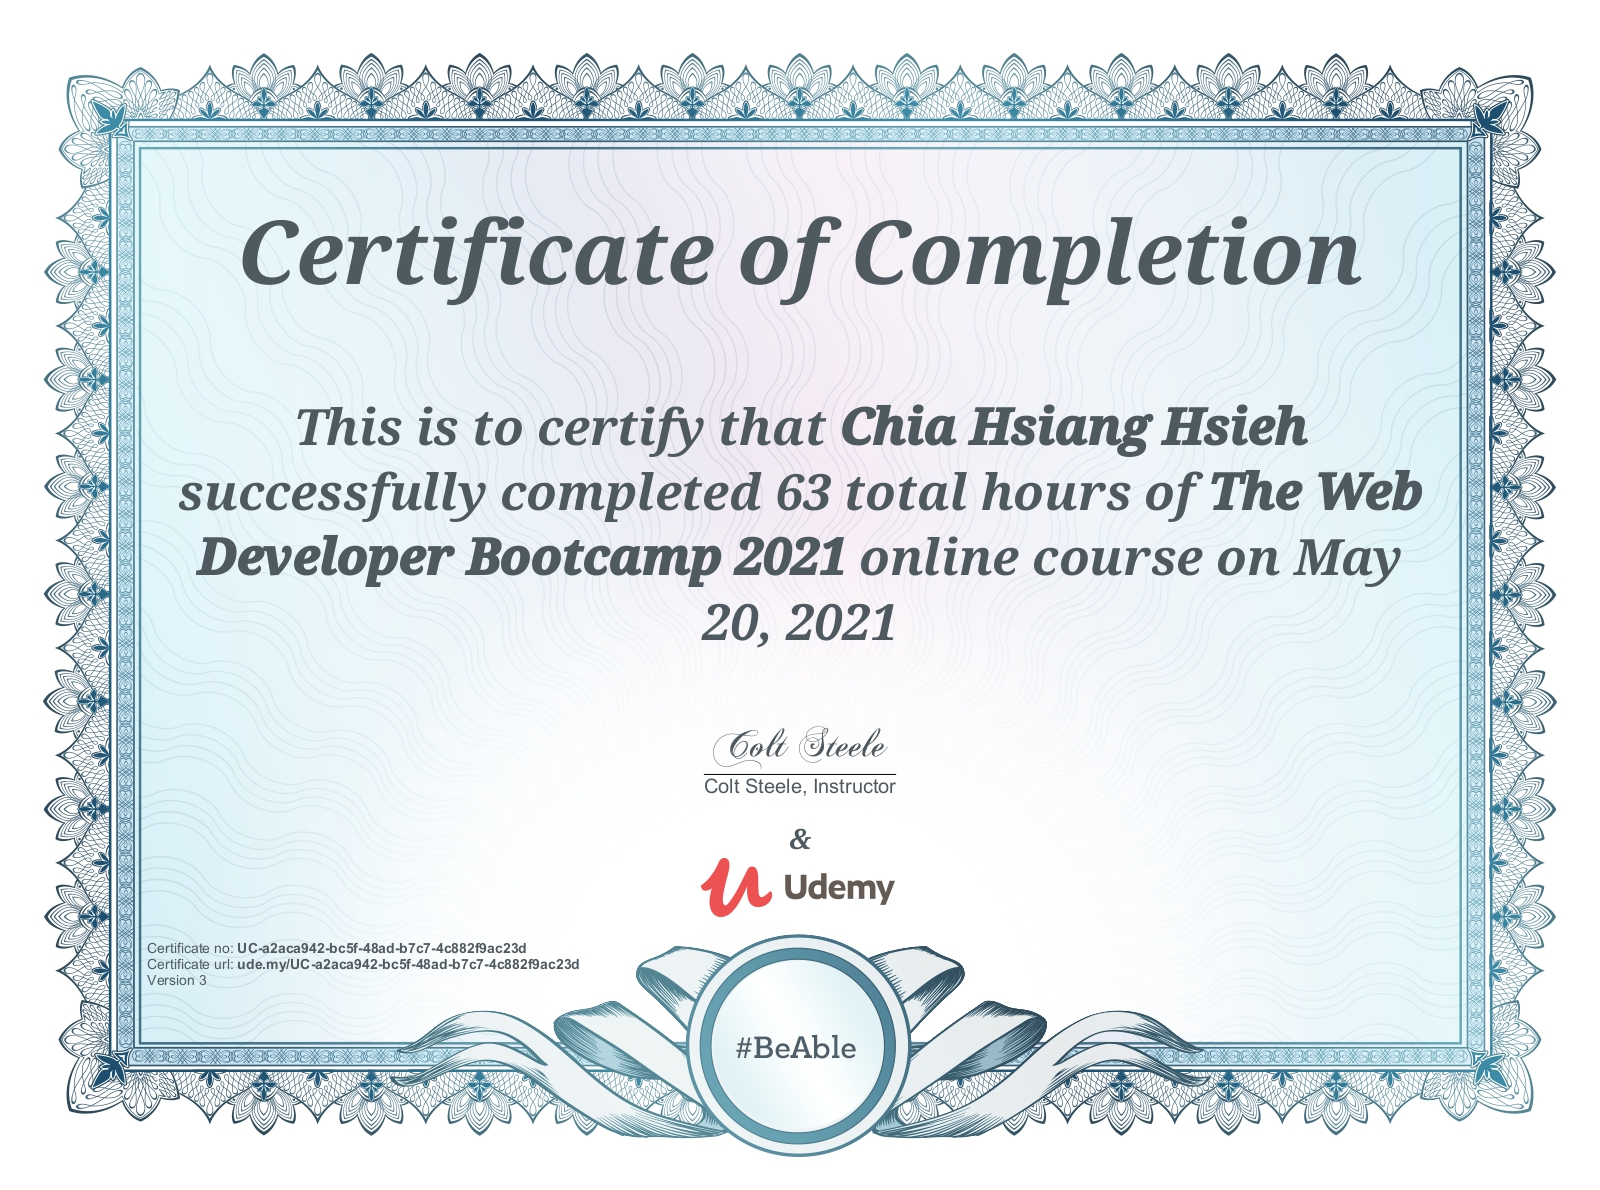 Certificate of Completion
This is to certify that Chia Hsiang Hsieh
successfully completed 63 total hours of The Web
Developer Bootcamp 2021 online course on May
20, 2021
Colt Steele
Colt Steele, Instructor
&
Udemy
Certificate no: UC-a2aca942-bc5f-48ad-b7c7-4c882f9ac23d
Certificate url: ude.my/UC-a2aca942-bc5f-48ad-b7c7-4c882f9ac23d
Version 3
#BeAble